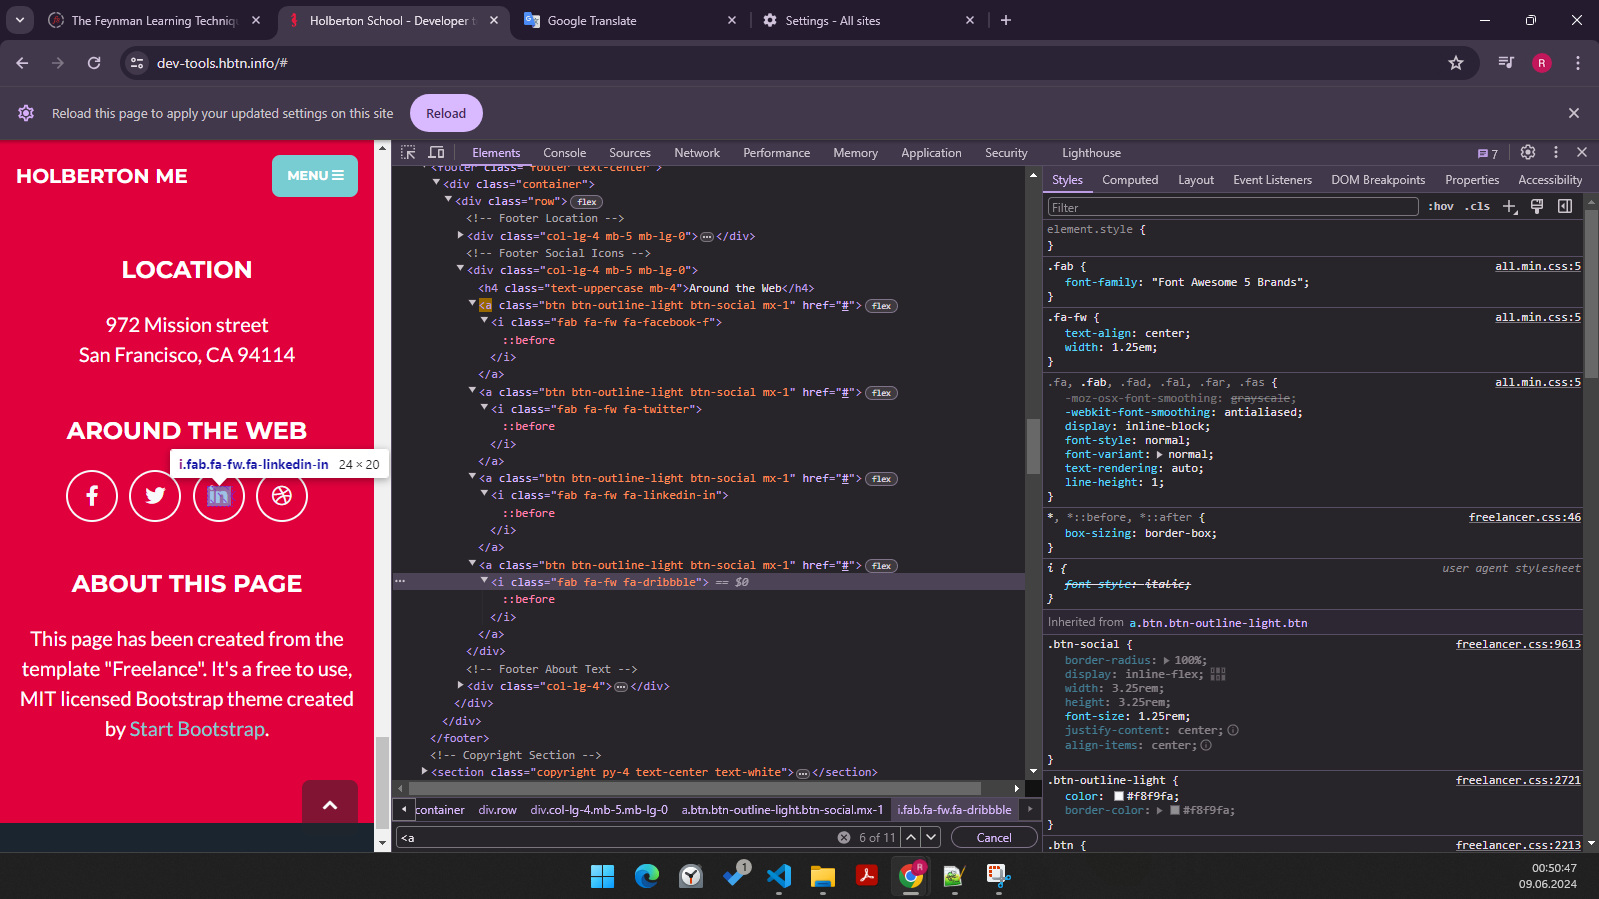 The Feynman Learning Techniqu
Holberton School - Developer t
Google Translate
Settings - All sites
dev-tools.hbtn.info/#
R
Reload this page to apply your updated settings on this site
Reload
HOLBERTON ME
MENU
LOCATION
972 Mission street
San Francisco, CA 94114
AROUND THE WEB
i.fab.fa-fw.fa-linkedin-in 24 × 20
ABOUT THIS PAGE
This page has been created from the
template "Freelance". It's a free to use,
MIT licensed Bootstrap theme created
by Start Bootstrap.
Elements Console Sources Network Performance Memory Application Security Lighthouse
7
<footer class="footer text-center">
<div class="container">
<div class="row"> flex
<!-- Footer Location -->
<div class="col-lg-4 mb-5 mb-lg-0">…</div>
<!-- Footer Social Icons -->
<div class="col-lg-4 mb-5 mb-lg-0">
<h4 class="text-uppercase mb-4">Around the Web</h4>
<a class="btn btn-outline-light btn-social mx-1" href="#"> flex
<i class="fab fa-fw fa-facebook-f">
::before
</i>
</a>
<a class="btn btn-outline-light btn-social mx-1" href="#"> flex
<i class="fab fa-fw fa-twitter">
::before
</i>
</a>
<a class="btn btn-outline-light btn-social mx-1" href="#"> flex
<i class="fab fa-fw fa-linkedin-in">
::before
</i>
</a>
<a class="btn btn-outline-light btn-social mx-1" href="#"> flex
<i class="fab fa-fw fa-dribbble"> == $0
::before
</i>
</a>
</div>
<!-- Footer About Text -->
<div class="col-lg-4">…</div>
</div>
</div>
</footer>
<!-- Copyright Section -->
<section class="copyright py-4 text-center text-white">…</section>
container div.row div.col-lg-4.mb-5.mb-lg-0 a.btn.btn-outline-light.btn-social.mx-1 i.fab.fa-fw.fa-dribbble
<a
6 of 11
Cancel
Styles Computed Layout Event Listeners DOM Breakpoints Properties Accessibility
Filter
:hov .cls
element.style {
}
.fab { all.min.css:5
font-family: "Font Awesome 5 Brands";
}
.fa-fw { all.min.css:5
text-align: center;
width: 1.25em;
}
.fa, .fab, .fad, .fal, .far, .fas { all.min.css:5
-moz-osx-font-smoothing: grayscale;
-webkit-font-smoothing: antialiased;
display: inline-block;
font-style: normal;
font-variant: normal;
text-rendering: auto;
line-height: 1;
}
*, *::before, *::after { freelancer.css:46
box-sizing: border-box;
}
i { user agent stylesheet
font-style: italic;
}
Inherited from a.btn.btn-outline-light.btn
.btn-social { freelancer.css:9613
border-radius: 100%;
display: inline-flex;
width: 3.25rem;
height: 3.25rem;
font-size: 1.25rem;
justify-content: center;
align-items: center;
}
.btn-outline-light { freelancer.css:2721
color: #f8f9fa;
border-color: #f8f9fa;
}
.btn { freelancer.css:2213
1
R
00:50:47
09.06.2024